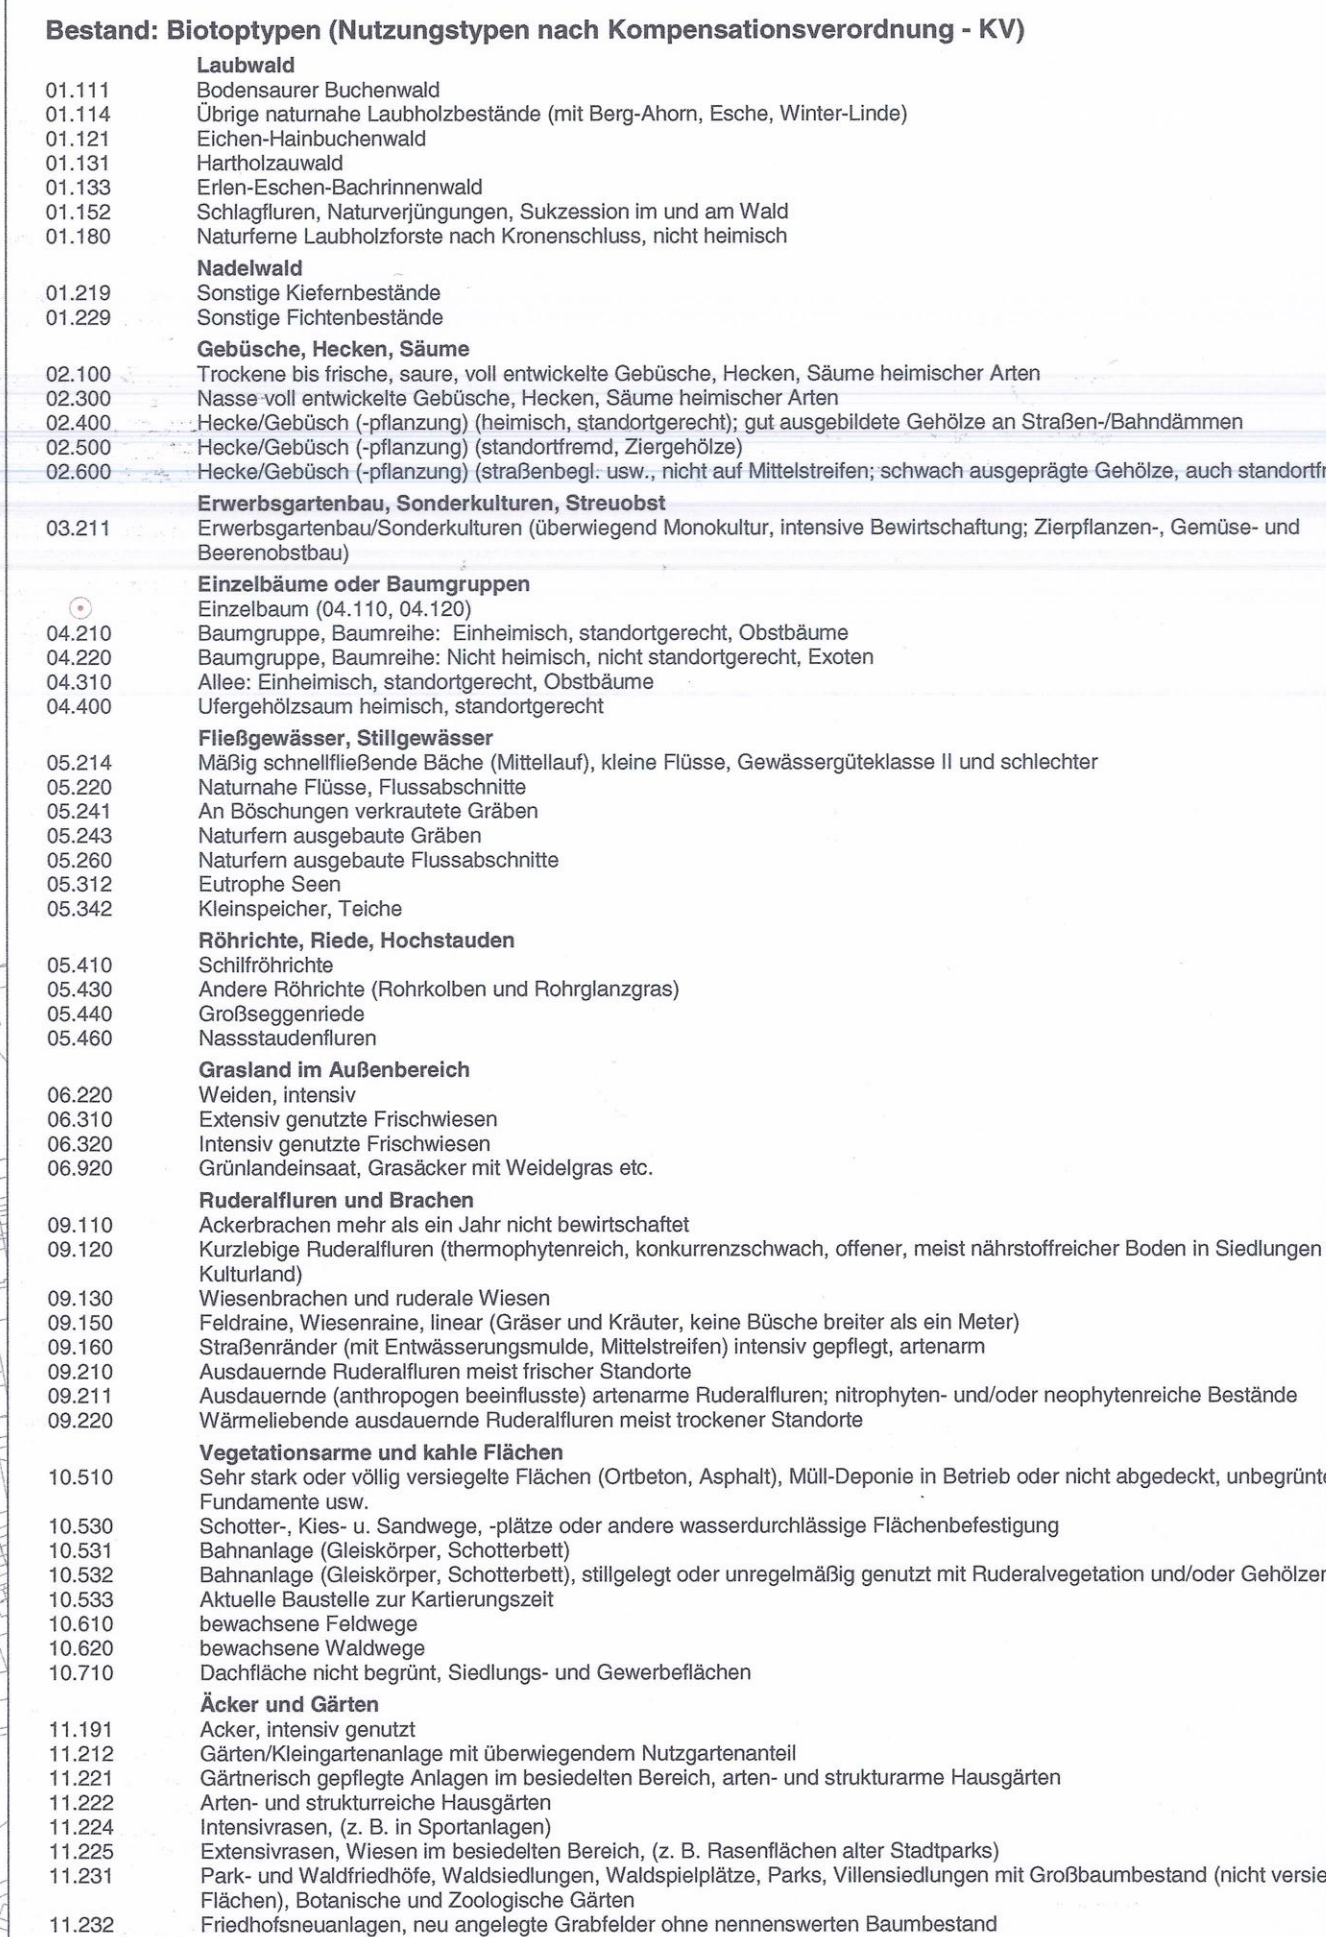 Bestand: Biotoptypen (Nutzungstypen nach Kompensationsverordnung - KV)
Laubwald
01.111 Bodensaurer Buchenwald
01.114 Übrige naturnahe Laubholzbestände (mit Berg-Ahorn, Esche, Winter-Linde)
01.121 Eichen-Hainbuchenwald
01.131 Hartholzauwald
01.133 Erlen-Eschen-Bachrinnenwald
01.152 Schlagfluren, Naturverjüngungen, Sukzession im und am Wald
01.180 Naturferne Laubholzforste nach Kronenschluss, nicht heimisch
Nadelwald
01.219 Sonstige Kiefernbestände
01.229 Sonstige Fichtenbestände
Gebüsche, Hecken, Säume
02.100 Trockene bis frische, saure, voll entwickelte Gebüsche, Hecken, Säume heimischer Arten
02.300 Nasse voll entwickelte Gebüsche, Hecken, Säume heimischer Arten
02.400 Hecke/Gebüsch (-pflanzung) (heimisch, standortgerecht); gut ausgebildete Gehölze an Straßen-/Bahndämmen
02.500 Hecke/Gebüsch (-pflanzung) (standortfremd, Ziergehölze)
02.600 Hecke/Gebüsch (-pflanzung) (straßenbegl. usw., nicht auf Mittelstreifen; schwach ausgeprägte Gehölze, auch standortfr
Erwerbsgartenbau, Sonderkulturen, Streuobst
03.211 Erwerbsgartenbau/Sonderkulturen (überwiegend Monokultur, intensive Bewirtschaftung; Zierpflanzen-, Gemüse- und
Beerenobstbau)
Einzelbäume oder Baumgruppen
Einzelbaum (04.110, 04.120)
04.210 Baumgruppe, Baumreihe: Einheimisch, standortgerecht, Obstbäume
04.220 Baumgruppe, Baumreihe: Nicht heimisch, nicht standortgerecht, Exoten
04.310 Allee: Einheimisch, standortgerecht, Obstbäume
04.400 Ufergehölzsaum heimisch, standortgerecht
Fließgewässer, Stillgewässer
05.214 Mäßig schnellfließende Bäche (Mittellauf), kleine Flüsse, Gewässergüteklasse II und schlechter
05.220 Naturnahe Flüsse, Flussabschnitte
05.241 An Böschungen verkrautete Gräben
05.243 Naturfern ausgebaute Gräben
05.260 Naturfern ausgebaute Flussabschnitte
05.312 Eutrophe Seen
05.342 Kleinspeicher, Teiche
Röhrichte, Riede, Hochstauden
05.410 Schilfröhrichte
05.430 Andere Röhrichte (Rohrkolben und Rohrglanzgras)
05.440 Großseggenriede
05.460 Nassstaudenfluren
Grasland im Außenbereich
06.220 Weiden, intensiv
06.310 Extensiv genutzte Frischwiesen
06.320 Intensiv genutzte Frischwiesen
06.920 Grünlandeinsaat, Grasäcker mit Weidelgras etc.
Ruderalfluren und Brachen
09.110 Ackerbrachen mehr als ein Jahr nicht bewirtschaftet
09.120 Kurzlebige Ruderalfluren (thermophytenreich, konkurrenzschwach, offener, meist nährstoffreicher Boden in Siedlungen
Kulturland)
09.130 Wiesenbrachen und ruderale Wiesen
09.150 Feldraine, Wiesenraine, linear (Gräser und Kräuter, keine Büsche breiter als ein Meter)
09.160 Straßenränder (mit Entwässerungsmulde, Mittelstreifen) intensiv gepflegt, artenarm
09.210 Ausdauernde Ruderalfluren meist frischer Standorte
09.211 Ausdauernde (anthropogen beeinflusste) artenarme Ruderalfluren; nitrophyten- und/oder neophytenreiche Bestände
09.220 Wärmeliebende ausdauernde Ruderalfluren meist trockener Standorte
Vegetationsarme und kahle Flächen
10.510 Sehr stark oder völlig versiegelte Flächen (Ortbeton, Asphalt), Müll-Deponie in Betrieb oder nicht abgedeckt, unbegrünte
Fundamente usw.
10.530 Schotter-, Kies- u. Sandwege, -plätze oder andere wasserdurchlässige Flächenbefestigung
10.531 Bahnanlage (Gleiskörper, Schotterbett)
10.532 Bahnanlage (Gleiskörper, Schotterbett), stillgelegt oder unregelmäßig genutzt mit Ruderalvegetation und/oder Gehölzen
10.533 Aktuelle Baustelle zur Kartierungszeit
10.610 bewachsene Feldwege
10.620 bewachsene Waldwege
10.710 Dachfläche nicht begrünt, Siedlungs- und Gewerbeflächen
Äcker und Gärten
11.191 Acker, intensiv genutzt
11.212 Gärten/Kleingartenanlage mit überwiegendem Nutzgartenanteil
11.221 Gärtnerisch gepflegte Anlagen im besiedelten Bereich, arten- und strukturarme Hausgärten
11.222 Arten- und strukturreiche Hausgärten
11.224 Intensivrasen, (z. B. in Sportanlagen)
11.225 Extensivrasen, Wiesen im besiedelten Bereich, (z. B. Rasenflächen alter Stadtparks)
11.231 Park- und Waldfriedhöfe, Waldsiedlungen, Waldspielplätze, Parks, Villensiedlungen mit Großbaumbestand (nicht versie
Flächen), Botanische und Zoologische Gärten
11.232 Friedhofsneuanlagen, neu angelegte Grabfelder ohne nennenswerten Baumbestand